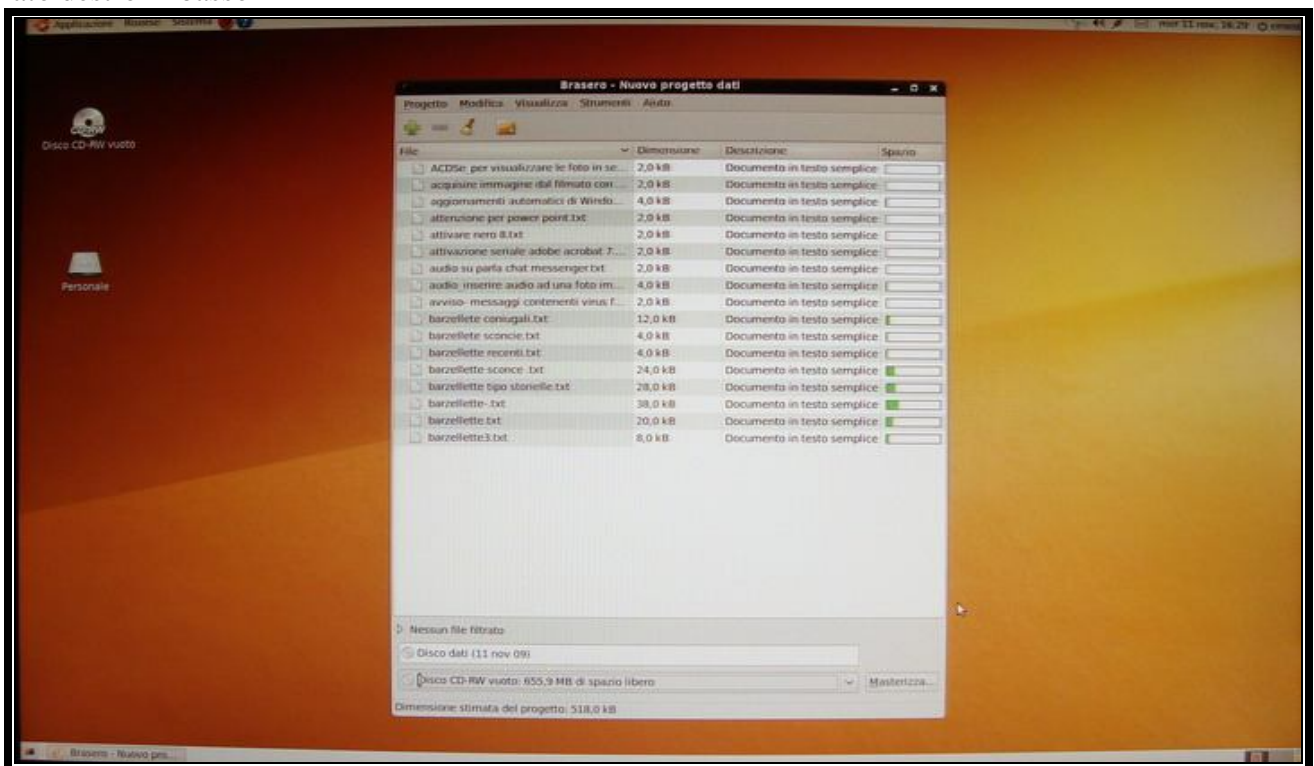 Applicazioni Risorse Sistema
mer 11 nov, 16:29
Disco CD-RW vuoto
Personale
Brasero - Nuovo progetto dati
Progetto Modifica Visualizza Strumenti Aiuto
File Dimensione Descrizione Spazio
ACDSe per visualizzare le foto in se... 2,0 kB Documento in testo semplice
acquisire immagine dal filmato con ... 2,0 kB Documento in testo semplice
aggiornamenti automatici di Windo... 4,0 kB Documento in testo semplice
attenzione per power point.txt 2,0 kB Documento in testo semplice
attivare nero 8.txt 2,0 kB Documento in testo semplice
attivazione seriale adobe acrobat 7.... 2,0 kB Documento in testo semplice
audio su parla chat messenger.txt 2,0 kB Documento in testo semplice
audio inserire audio ad una foto im... 4,0 kB Documento in testo semplice
avviso- messaggi contenenti virus f... 2,0 kB Documento in testo semplice
barzellete coniugali.txt 12,0 kB Documento in testo semplice
barzellete sconcie.txt 4,0 kB Documento in testo semplice
barzellette recenti.txt 4,0 kB Documento in testo semplice
barzellette sconce .txt 24,0 kB Documento in testo semplice
barzellette tipo storielle.txt 28,0 kB Documento in testo semplice
barzellette-.txt 38,0 kB Documento in testo semplice
barzellette.txt 20,0 kB Documento in testo semplice
barzellette3.txt 8,0 kB Documento in testo semplice
Nessun file filtrato
Disco dati (11 nov 09)
Disco CD-RW vuoto: 655,9 MB di spazio libero Masterizza...
Dimensione stimata del progetto: 518,0 kB
Brasero - Nuovo pro...